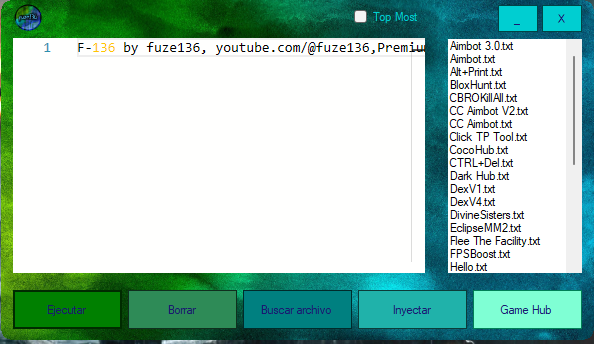 Top Most
_
X
1 F-136 by fuze136, youtube.com/@fuze136,Premiu
Aimbot 3.0.txt
Aimbot.txt
Alt+Print.txt
BloxHunt.txt
CBROKillAll.txt
CC Aimbot V2.txt
CC Aimbot.txt
Click TP Tool.txt
CocoHub.txt
CTRL+Del.txt
Dark Hub.txt
DexV1.txt
DexV4.txt
DivineSisters.txt
EclipseMM2.txt
Flee The Facility.txt
FPSBoost.txt
Hello.txt
Ejecutar
Borrar
Buscar archivo
Inyectar
Game Hub